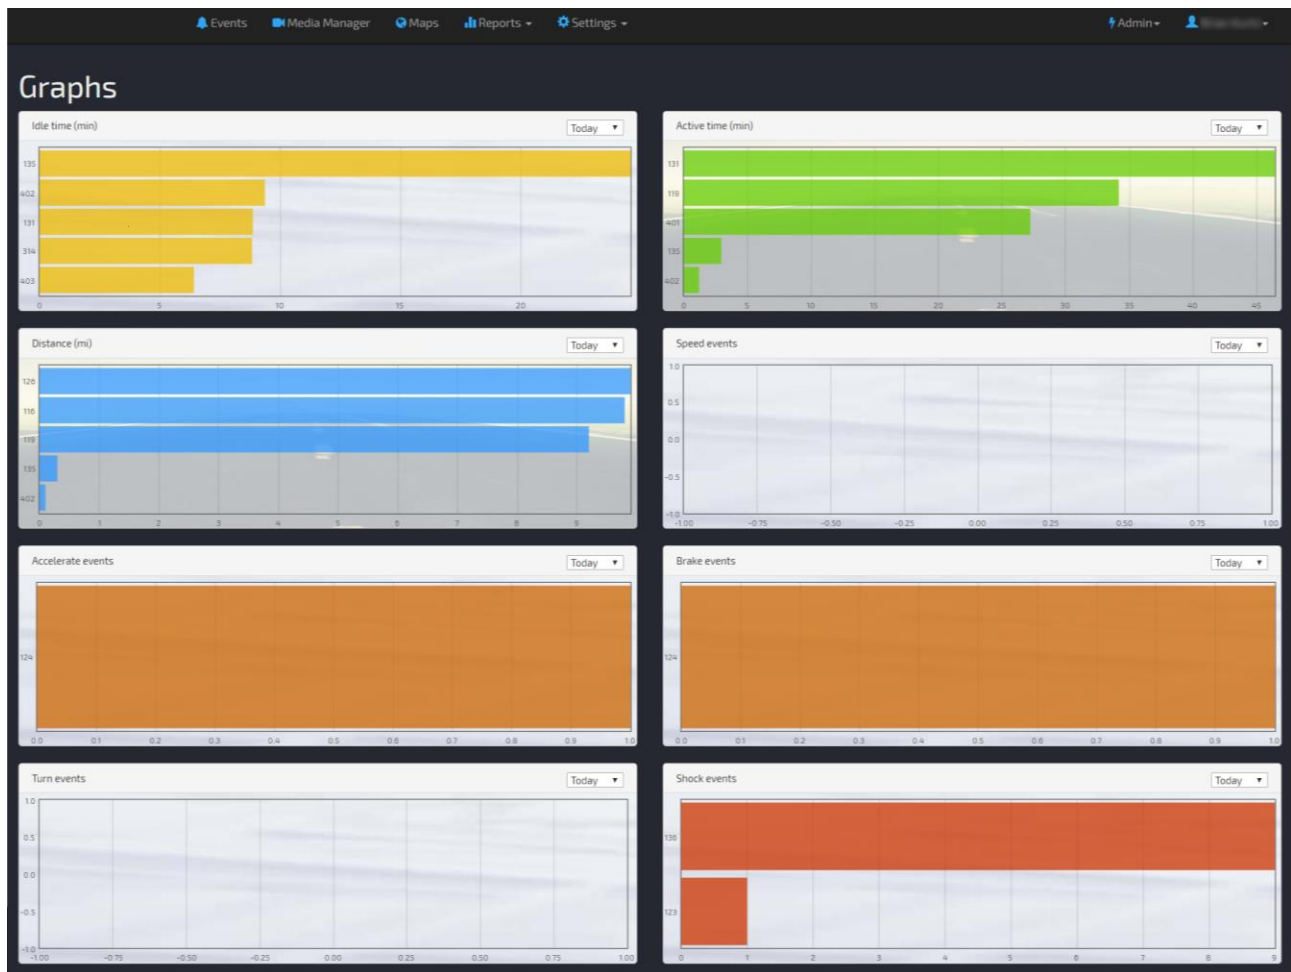 Events Media Manager Maps Reports Settings Admin
Graphs
Idle time (min) Today
135
402
131
314
403
0 5 10 15 20
Active time (min) Today
131
119
401
135
402
0 5 10 15 20 25 30 35 40 45
Distance (mi) Today
126
116
119
135
402
0 1 2 3 4 5 6 7 8 9
Speed events Today
1.0
0.5
0.0
-0.5
-1.0
-1.00 -0.75 -0.50 -0.25 0.00 0.25 0.50 0.75 1.00
Accelerate events Today
124
0.0 0.1 0.2 0.3 0.4 0.5 0.6 0.7 0.8 0.9 1.0
Brake events Today
124
0.0 0.1 0.2 0.3 0.4 0.5 0.6 0.7 0.8 0.9 1.0
Turn events Today
1.0
0.5
0.0
-0.5
-1.0
-1.00 -0.75 -0.50 -0.25 0.00 0.25 0.50 0.75 1.00
Shock events Today
136
123
0 1 2 3 4 5 6 7 8 9